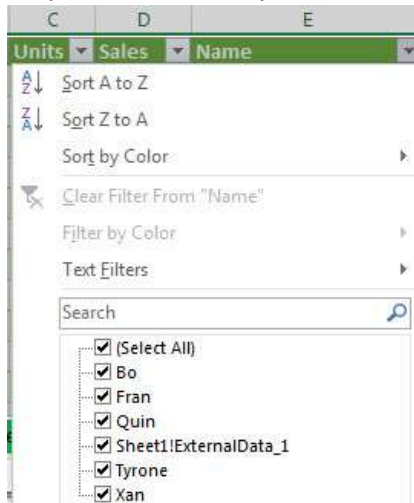 C D E
Units Sales Name
Sort A to Z
Sort Z to A
Sort by Color
Clear Filter From "Name"
Filter by Color
Text Filters
Search
(Select All)
Bo
Fran
Quin
Sheet1!ExternalData_1
Tyrone
Xan